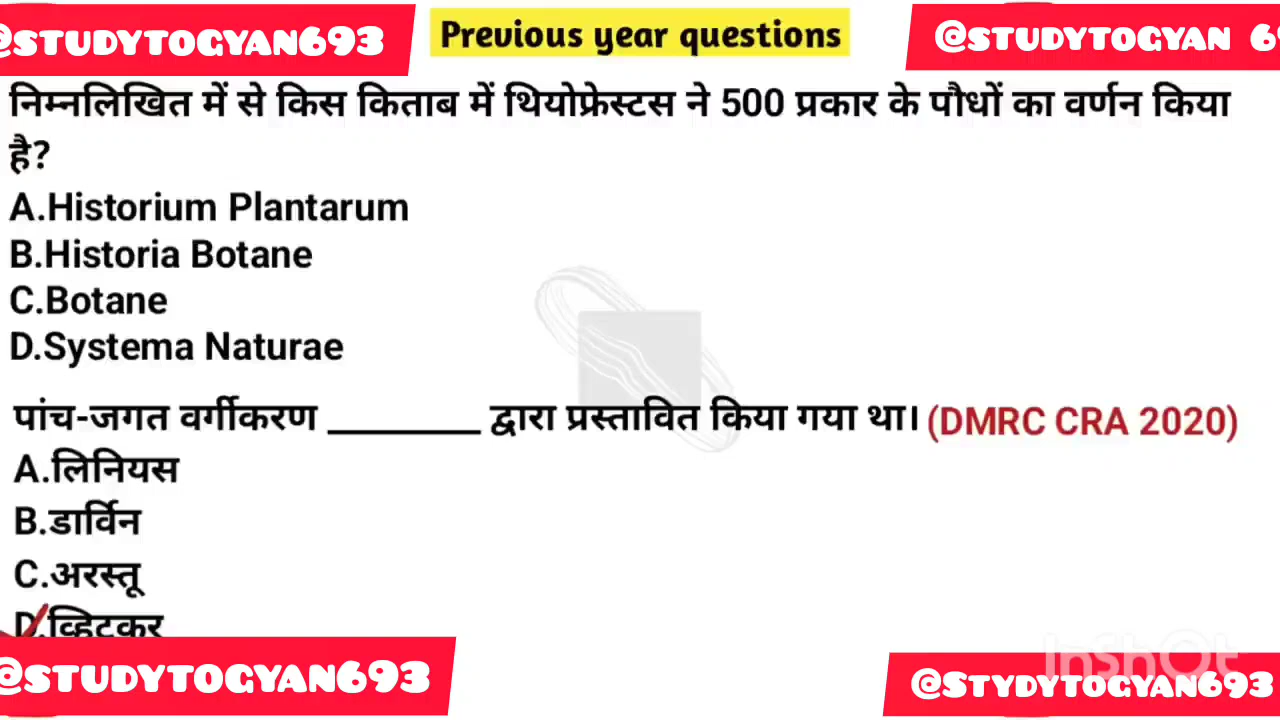 @STUDYTOGYAN693
Previous year questions
@STUDYTOGYAN 69
निम्नलिखित में से किस किताब में थियोफ्रेस्टस ने 500 प्रकार के पौधों का वर्णन किया
है?
A.Historium Plantarum
B.Historia Botane
C.Botane
D.Systema Naturae
पांच-जगत वर्गीकरण ________ द्वारा प्रस्तावित किया गया था। (DMRC CRA 2020)
A.लिनियस
B.डार्विन
C.अरस्तू
D.व्हिटकर
InShOt
@STUDYTOGYAN693
@STYDYTOGYAN693